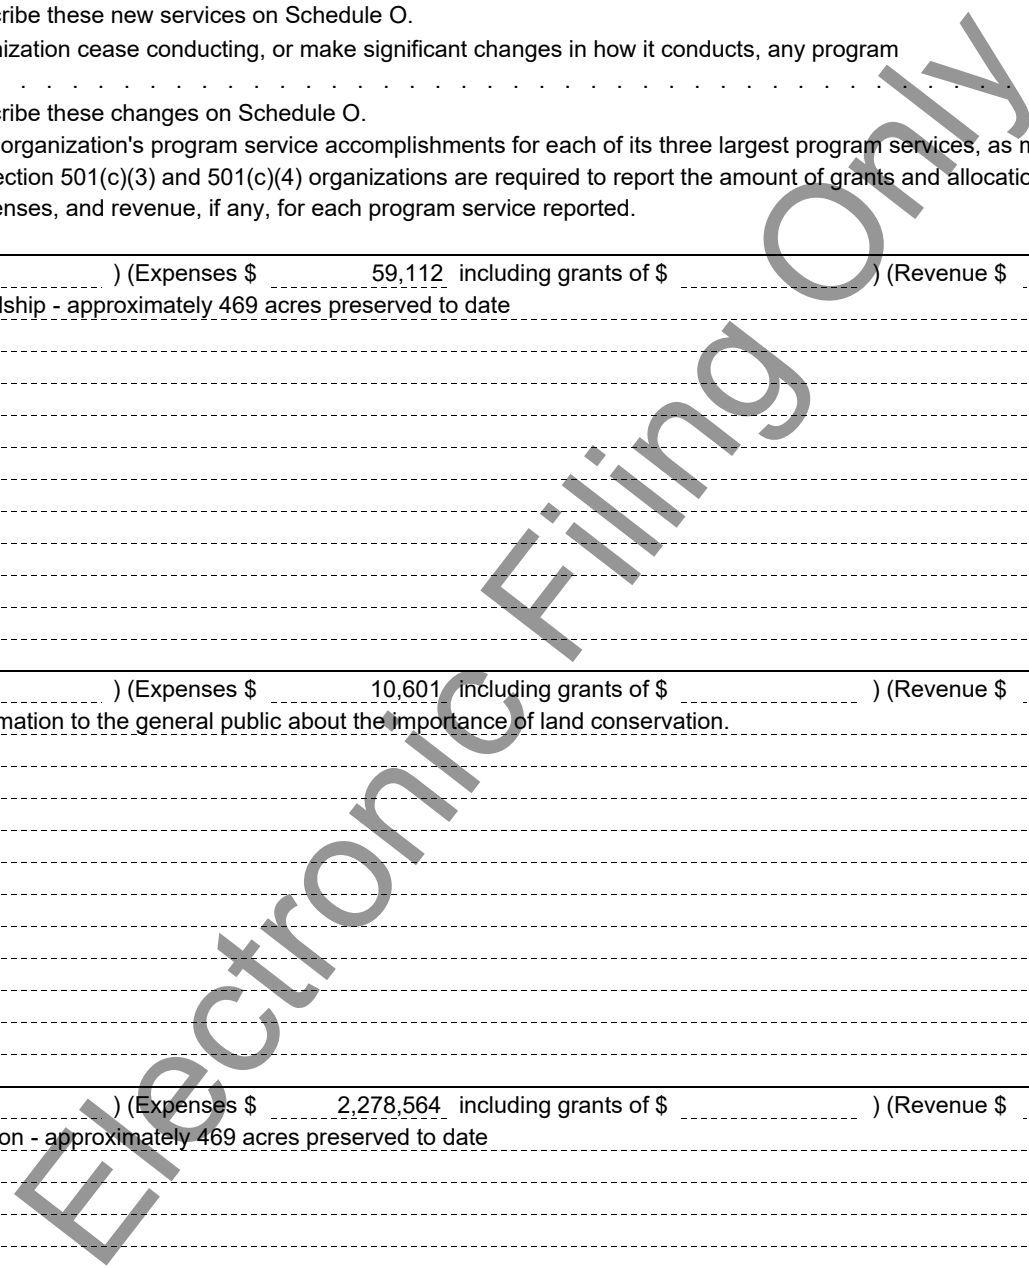 ribe these new services on Schedule O.
nization cease conducting, or make significant changes in how it conducts, any program
. . . . . . . . . . . . . . . . . . . . . . . . . . . . . . . . . . . . . . .
ribe these changes on Schedule O.
organization's program service accomplishments for each of its three largest program services, as m
ection 501(c)(3) and 501(c)(4) organizations are required to report the amount of grants and allocatio
enses, and revenue, if any, for each program service reported.
) (Expenses $ 59,112 including grants of $ ) (Revenue $
dship - approximately 469 acres preserved to date
) (Expenses $ 10,601 including grants of $ ) (Revenue $
mation to the general public about the importance of land conservation.
) (Expenses $ 2,278,564 including grants of $ ) (Revenue $
on - approximately 469 acres preserved to date
Electronic Filing Only